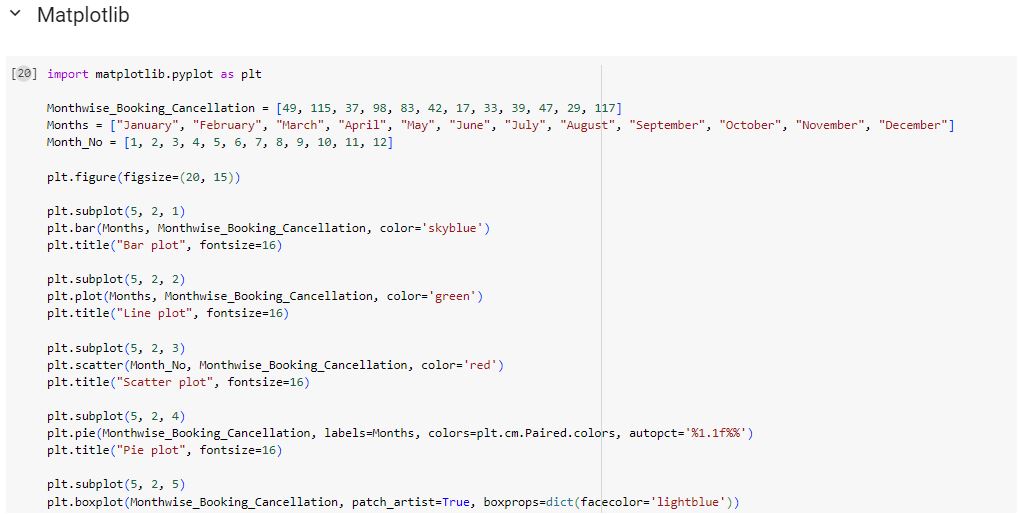 Matplotlib
[20] import matplotlib.pyplot as plt
Monthwise_Booking_Cancellation = [49, 115, 37, 98, 83, 42, 17, 33, 39, 47, 29, 117]
Months = ["January", "February", "March", "April", "May", "June", "July", "August", "September", "October", "November", "December"]
Month_No = [1, 2, 3, 4, 5, 6, 7, 8, 9, 10, 11, 12]
plt.figure(figsize=(20, 15))
plt.subplot(5, 2, 1)
plt.bar(Months, Monthwise_Booking_Cancellation, color='skyblue')
plt.title("Bar plot", fontsize=16)
plt.subplot(5, 2, 2)
plt.plot(Months, Monthwise_Booking_Cancellation, color='green')
plt.title("Line plot", fontsize=16)
plt.subplot(5, 2, 3)
plt.scatter(Month_No, Monthwise_Booking_Cancellation, color='red')
plt.title("Scatter plot", fontsize=16)
plt.subplot(5, 2, 4)
plt.pie(Monthwise_Booking_Cancellation, labels=Months, colors=plt.cm.Paired.colors, autopct='%1.1f%%')
plt.title("Pie plot", fontsize=16)
plt.subplot(5, 2, 5)
plt.boxplot(Monthwise_Booking_Cancellation, patch_artist=True, boxprops=dict(facecolor='lightblue'))